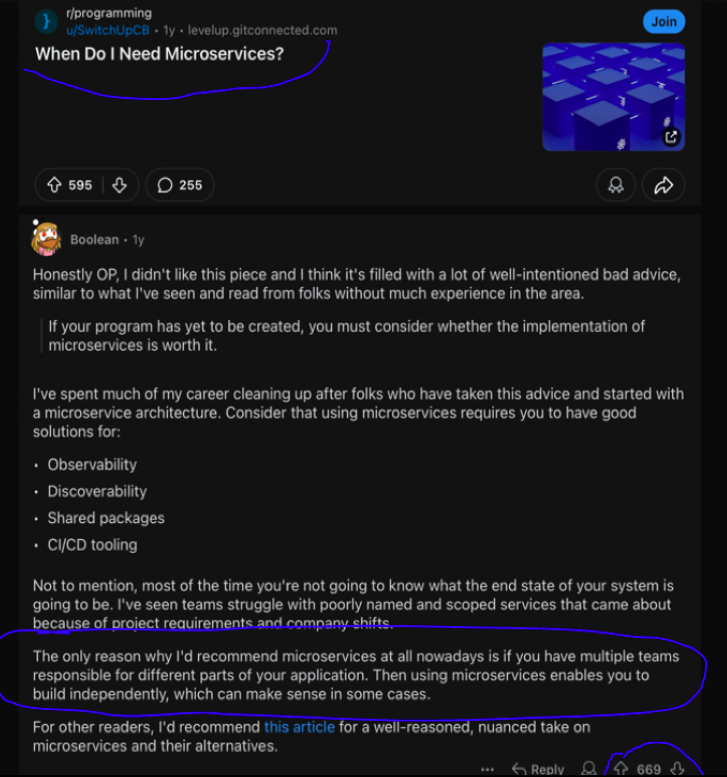 r/programming
u/SwitchUpCB • 1y • levelup.gitconnected.com
Join
When Do I Need Microservices?
595
255
Boolean • 1y
Honestly OP, I didn't like this piece and I think it's filled with a lot of well-intentioned bad advice,
similar to what I've seen and read from folks without much experience in the area.
If your program has yet to be created, you must consider whether the implementation of
microservices is worth it.
I've spent much of my career cleaning up after folks who have taken this advice and started with
a microservice architecture. Consider that using microservices requires you to have good
solutions for:
• Observability
• Discoverability
• Shared packages
• CI/CD tooling
Not to mention, most of the time you're not going to know what the end state of your system is
going to be. I've seen teams struggle with poorly named and scoped services that came about
because of project requirements and company shifts.
The only reason why I'd recommend microservices at all nowadays is if you have multiple teams
responsible for different parts of your application. Then using microservices enables you to
build independently, which can make sense in some cases.
For other readers, I'd recommend this article for a well-reasoned, nuanced take on
microservices and their alternatives.
... Reply 669